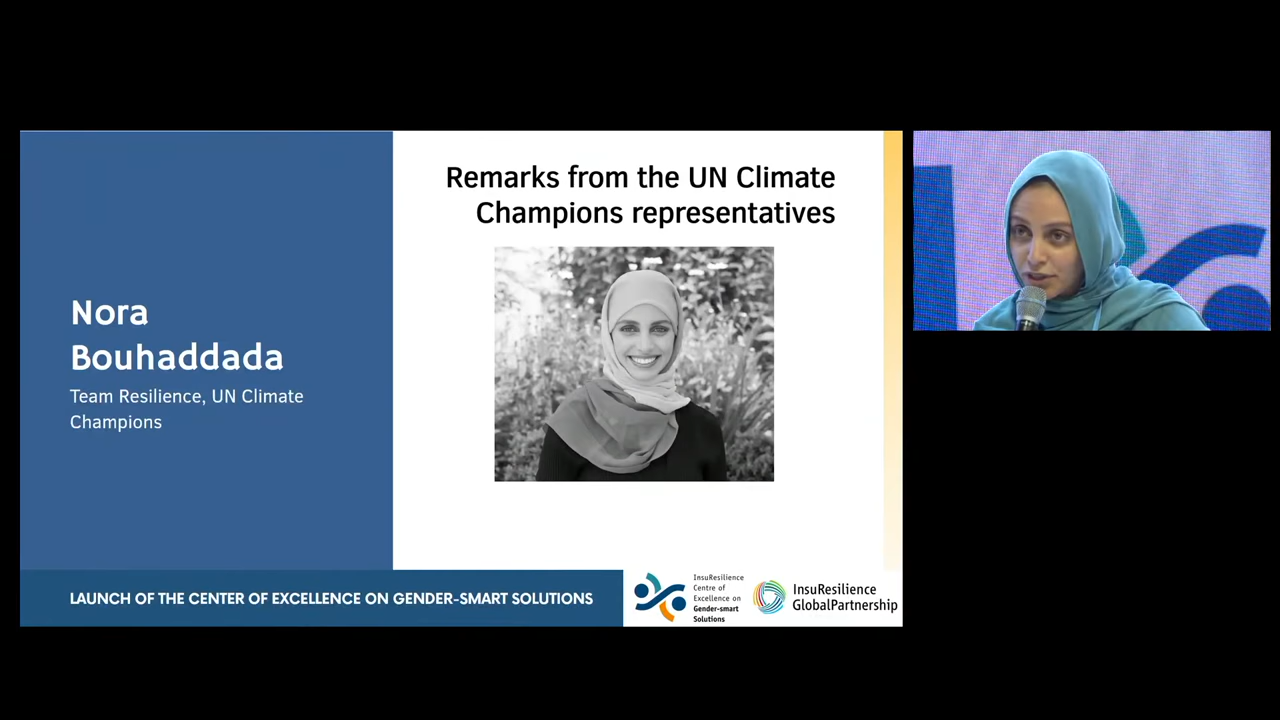 Remarks from the UN Climate
Champions representatives
Nora
Bouhaddada
Team Resilience, UN Climate
Champions
LAUNCH OF THE CENTER OF EXCELLENCE ON GENDER-SMART SOLUTIONS
InsuResilience
Centre of
Excellence on
Gender-smart
Solutions
InsuResilience
GlobalPartnership